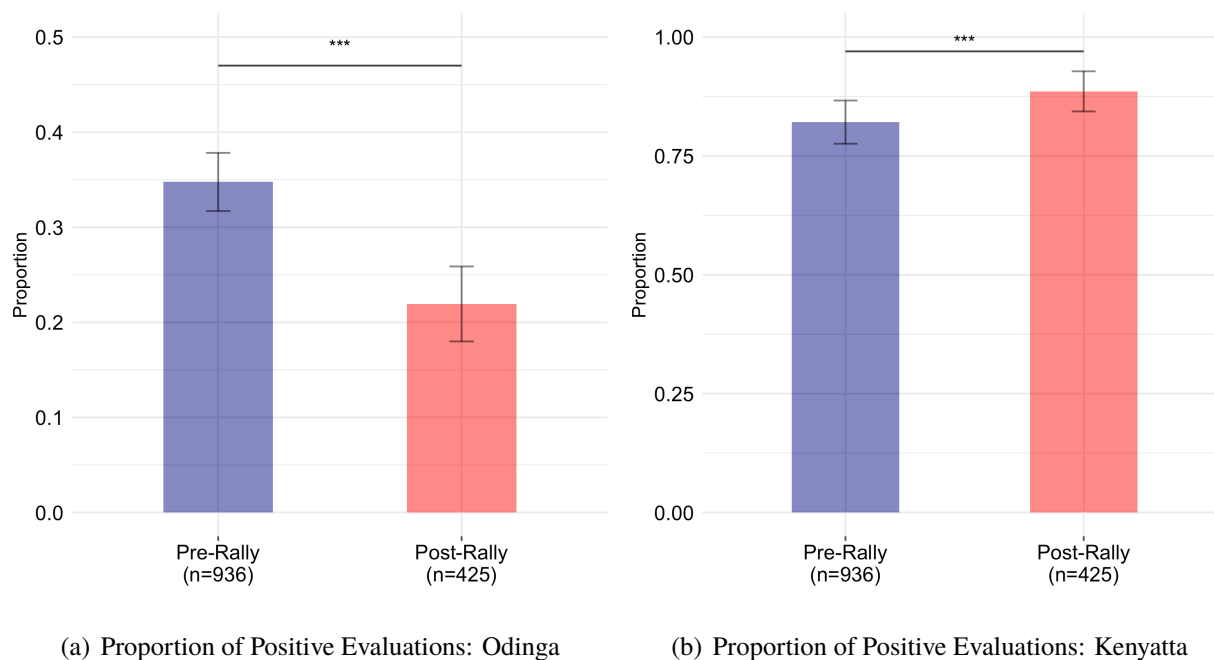 0.5
0.4
0.3
0.2
0.1
0.0
Proportion
***
Pre-Rally
(n=936)
Post-Rally
(n=425)
(a) Proportion of Positive Evaluations: Odinga
1.00
0.75
0.50
0.25
0.00
Proportion
***
Pre-Rally
(n=936)
Post-Rally
(n=425)
(b) Proportion of Positive Evaluations: Kenyatta